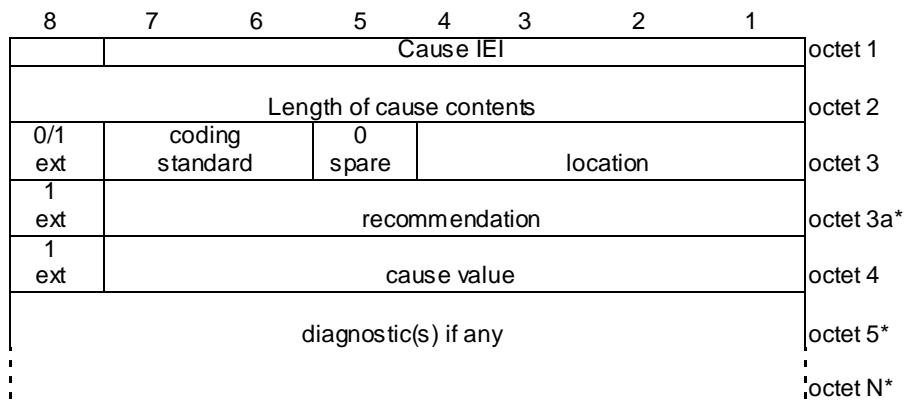 8 7 6 5 4 3 2 1
Cause IEI octet 1
Length of cause contents octet 2
0/1 coding 0
ext standard spare location octet 3
1
ext recommendation octet 3a*
1
ext cause value octet 4
diagnostic(s) if any octet 5*
octet N*